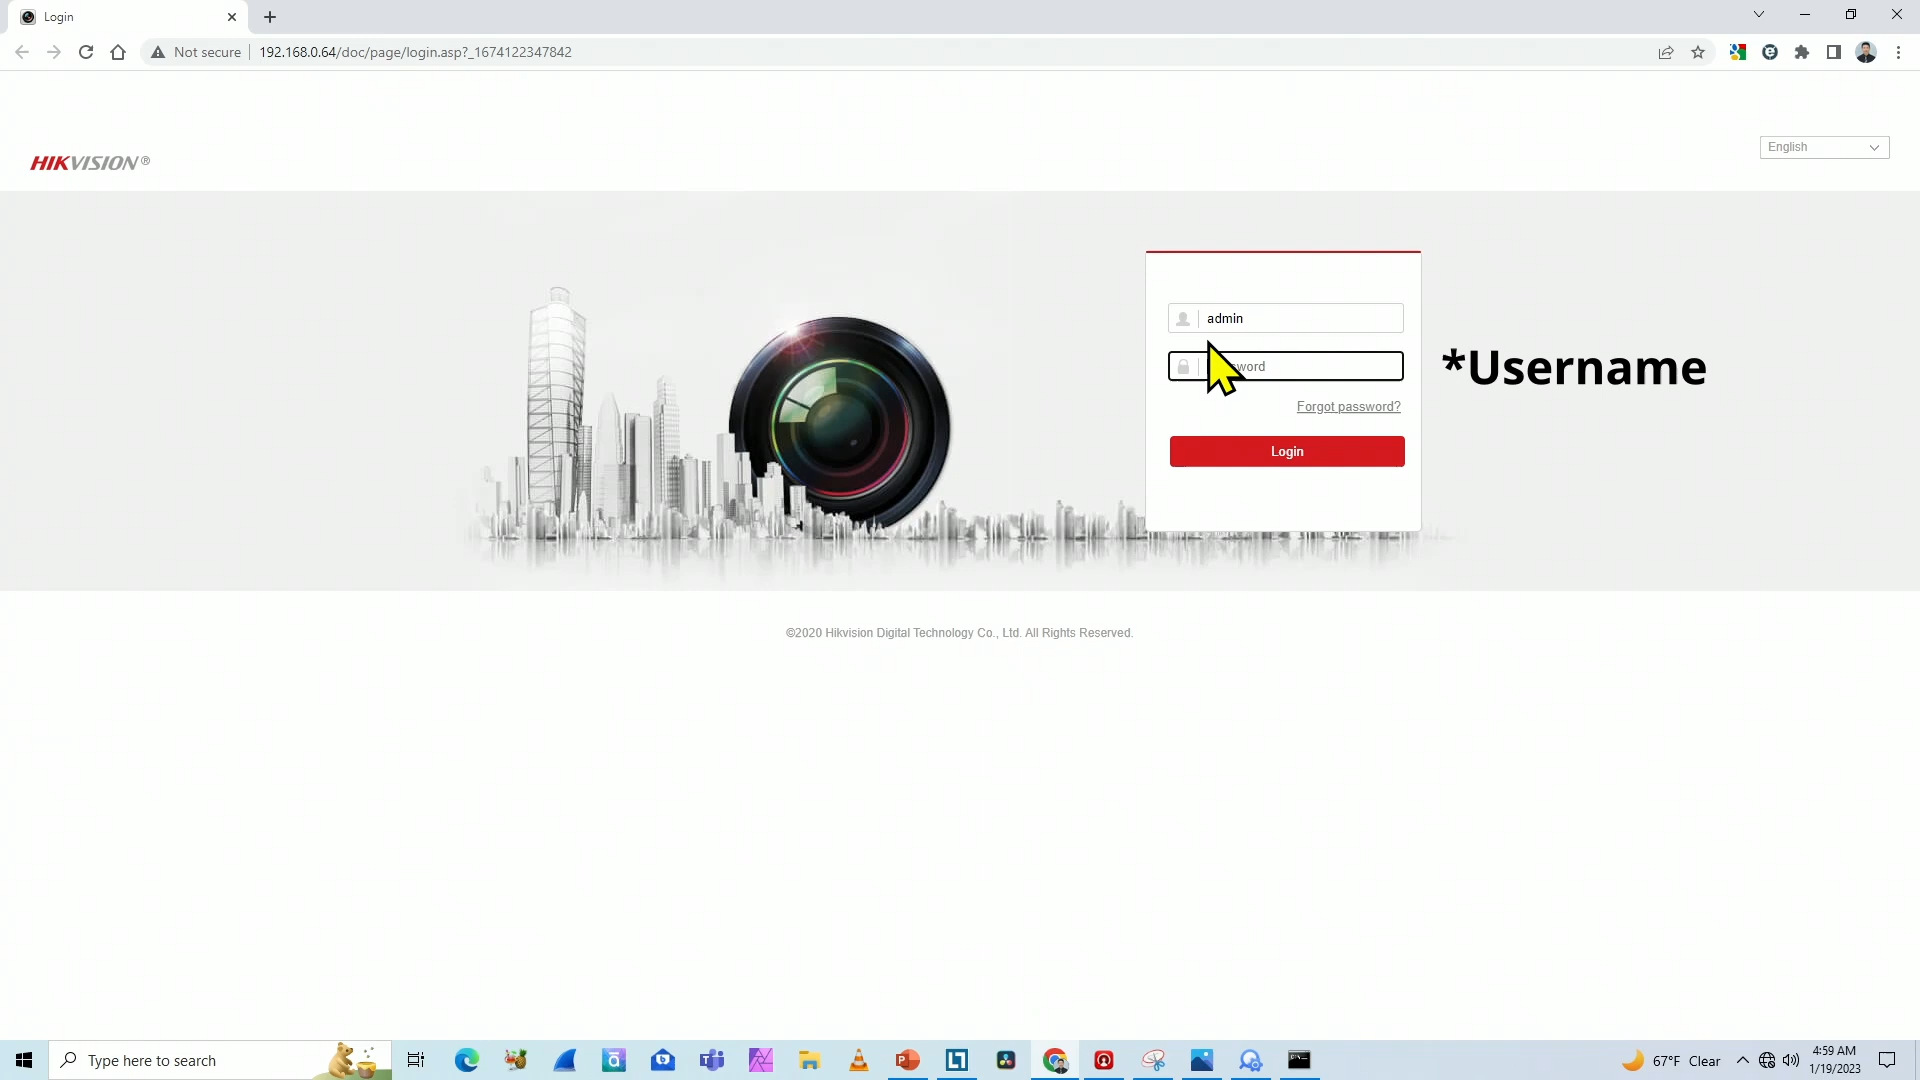 Login
Not secure
192.168.0.64/doc/page/login.asp?_1674122347842
HIKVISION®
English
admin
Forgot password?
Login
*Username
©2020 Hikvision Digital Technology Co., Ltd. All Rights Reserved.
Type here to search
67°F Clear
4:59 AM
1/19/2023